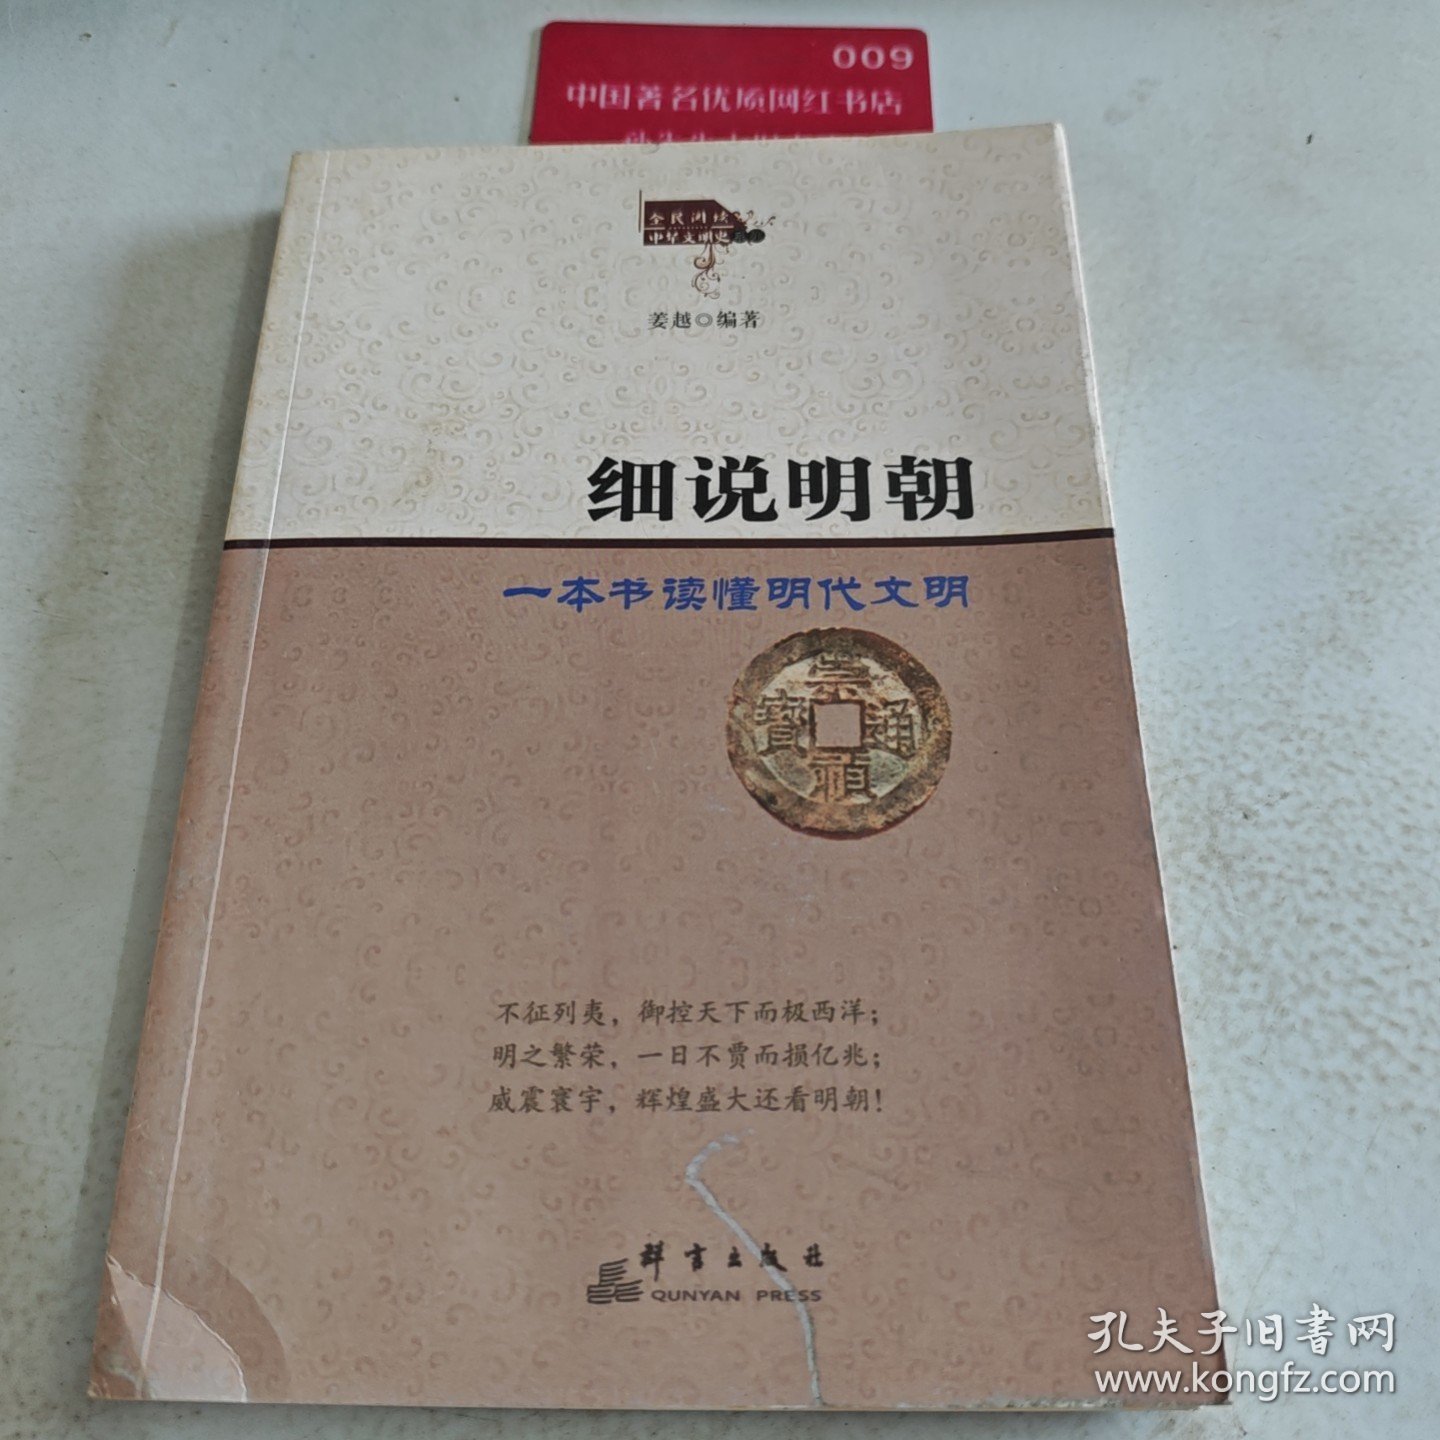 009
中国著名优质网红书店
全民阅读
中华文明史
姜越◎编著
细说明朝
一本书读懂明代文明
崇
寶 通
禎
不征列夷，御控天下而极西洋；
明之繁荣，一日不贾而损亿兆；
威震寰宇，辉煌盛大还看明朝！
群言出版社
QUNYAN PRESS
孔夫子旧书网
www.kongfz.com